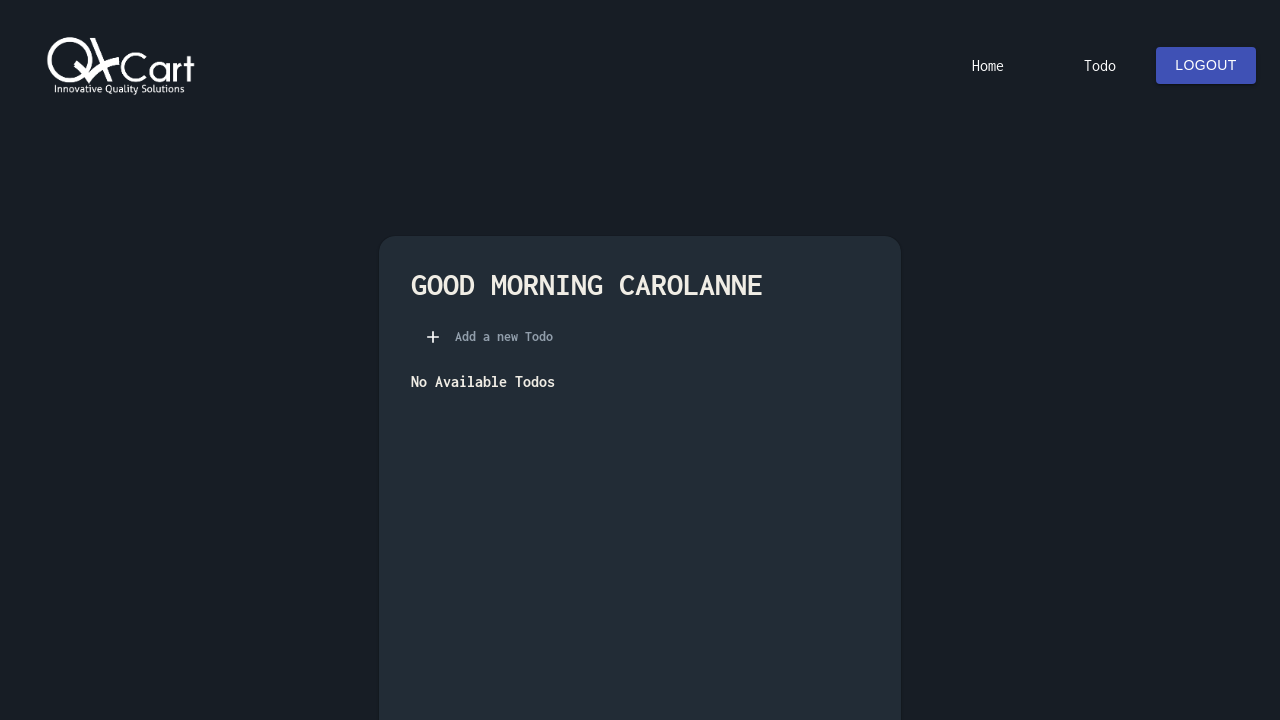 QACart
Innovative Quality Solutions
Home
Todo
LOGOUT
GOOD MORNING CAROLANNE
+ Add a new Todo
No Available Todos